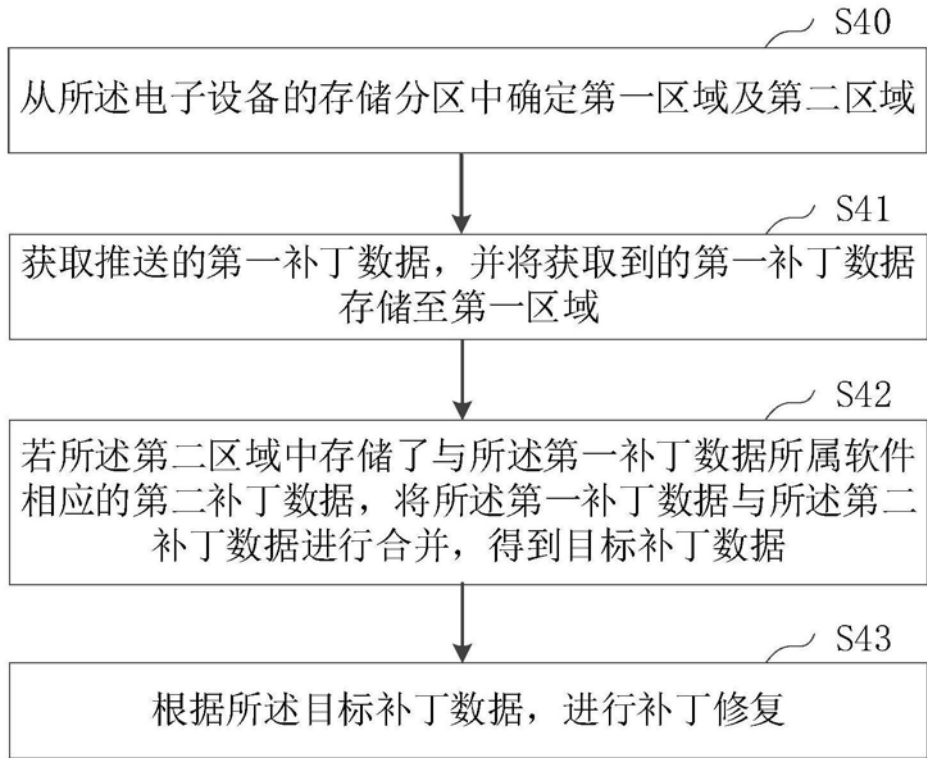 S40
从所述电子设备的存储分区中确定第一区域及第二区域
S41
获取推送的第一补丁数据，并将获取到的第一补丁数据
存储至第一区域
S42
若所述第二区域中存储了与所述第一补丁数据所属软件
相应的第二补丁数据，将所述第一补丁数据与所述第二
补丁数据进行合并，得到目标补丁数据
S43
根据所述目标补丁数据，进行补丁修复